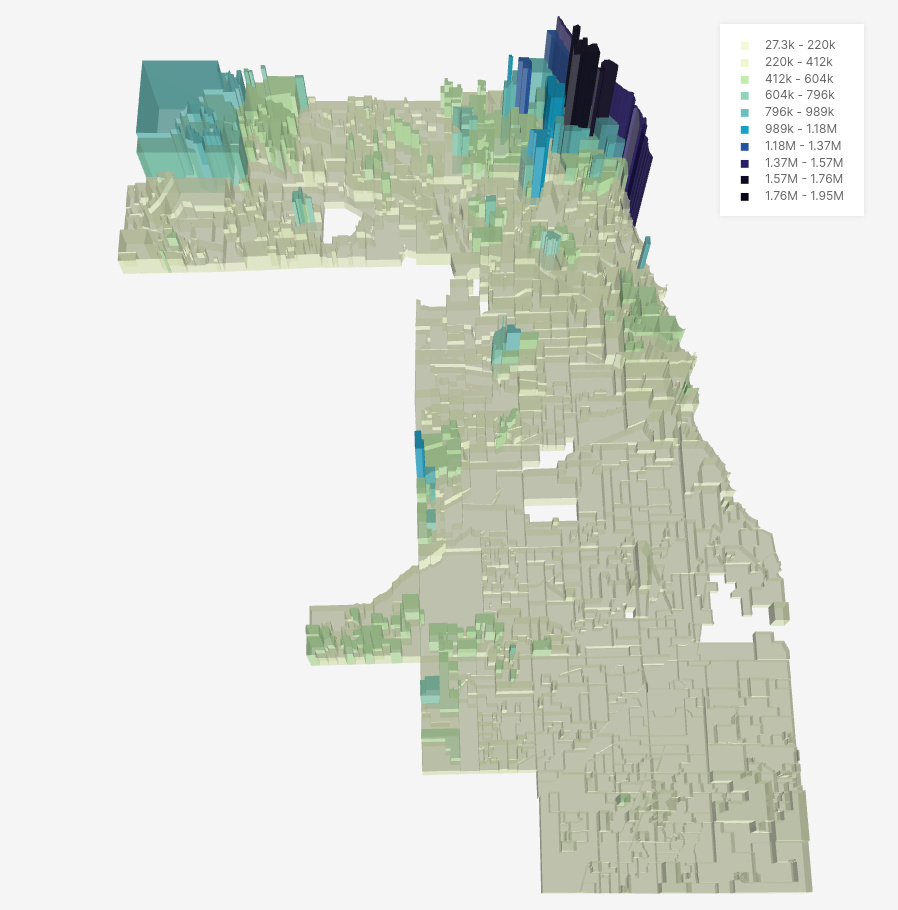 27.3k - 220k
220k - 412k
412k - 604k
604k - 796k
796k - 989k
989k - 1.18M
1.18M - 1.37M
1.37M - 1.57M
1.57M - 1.76M
1.76M - 1.95M